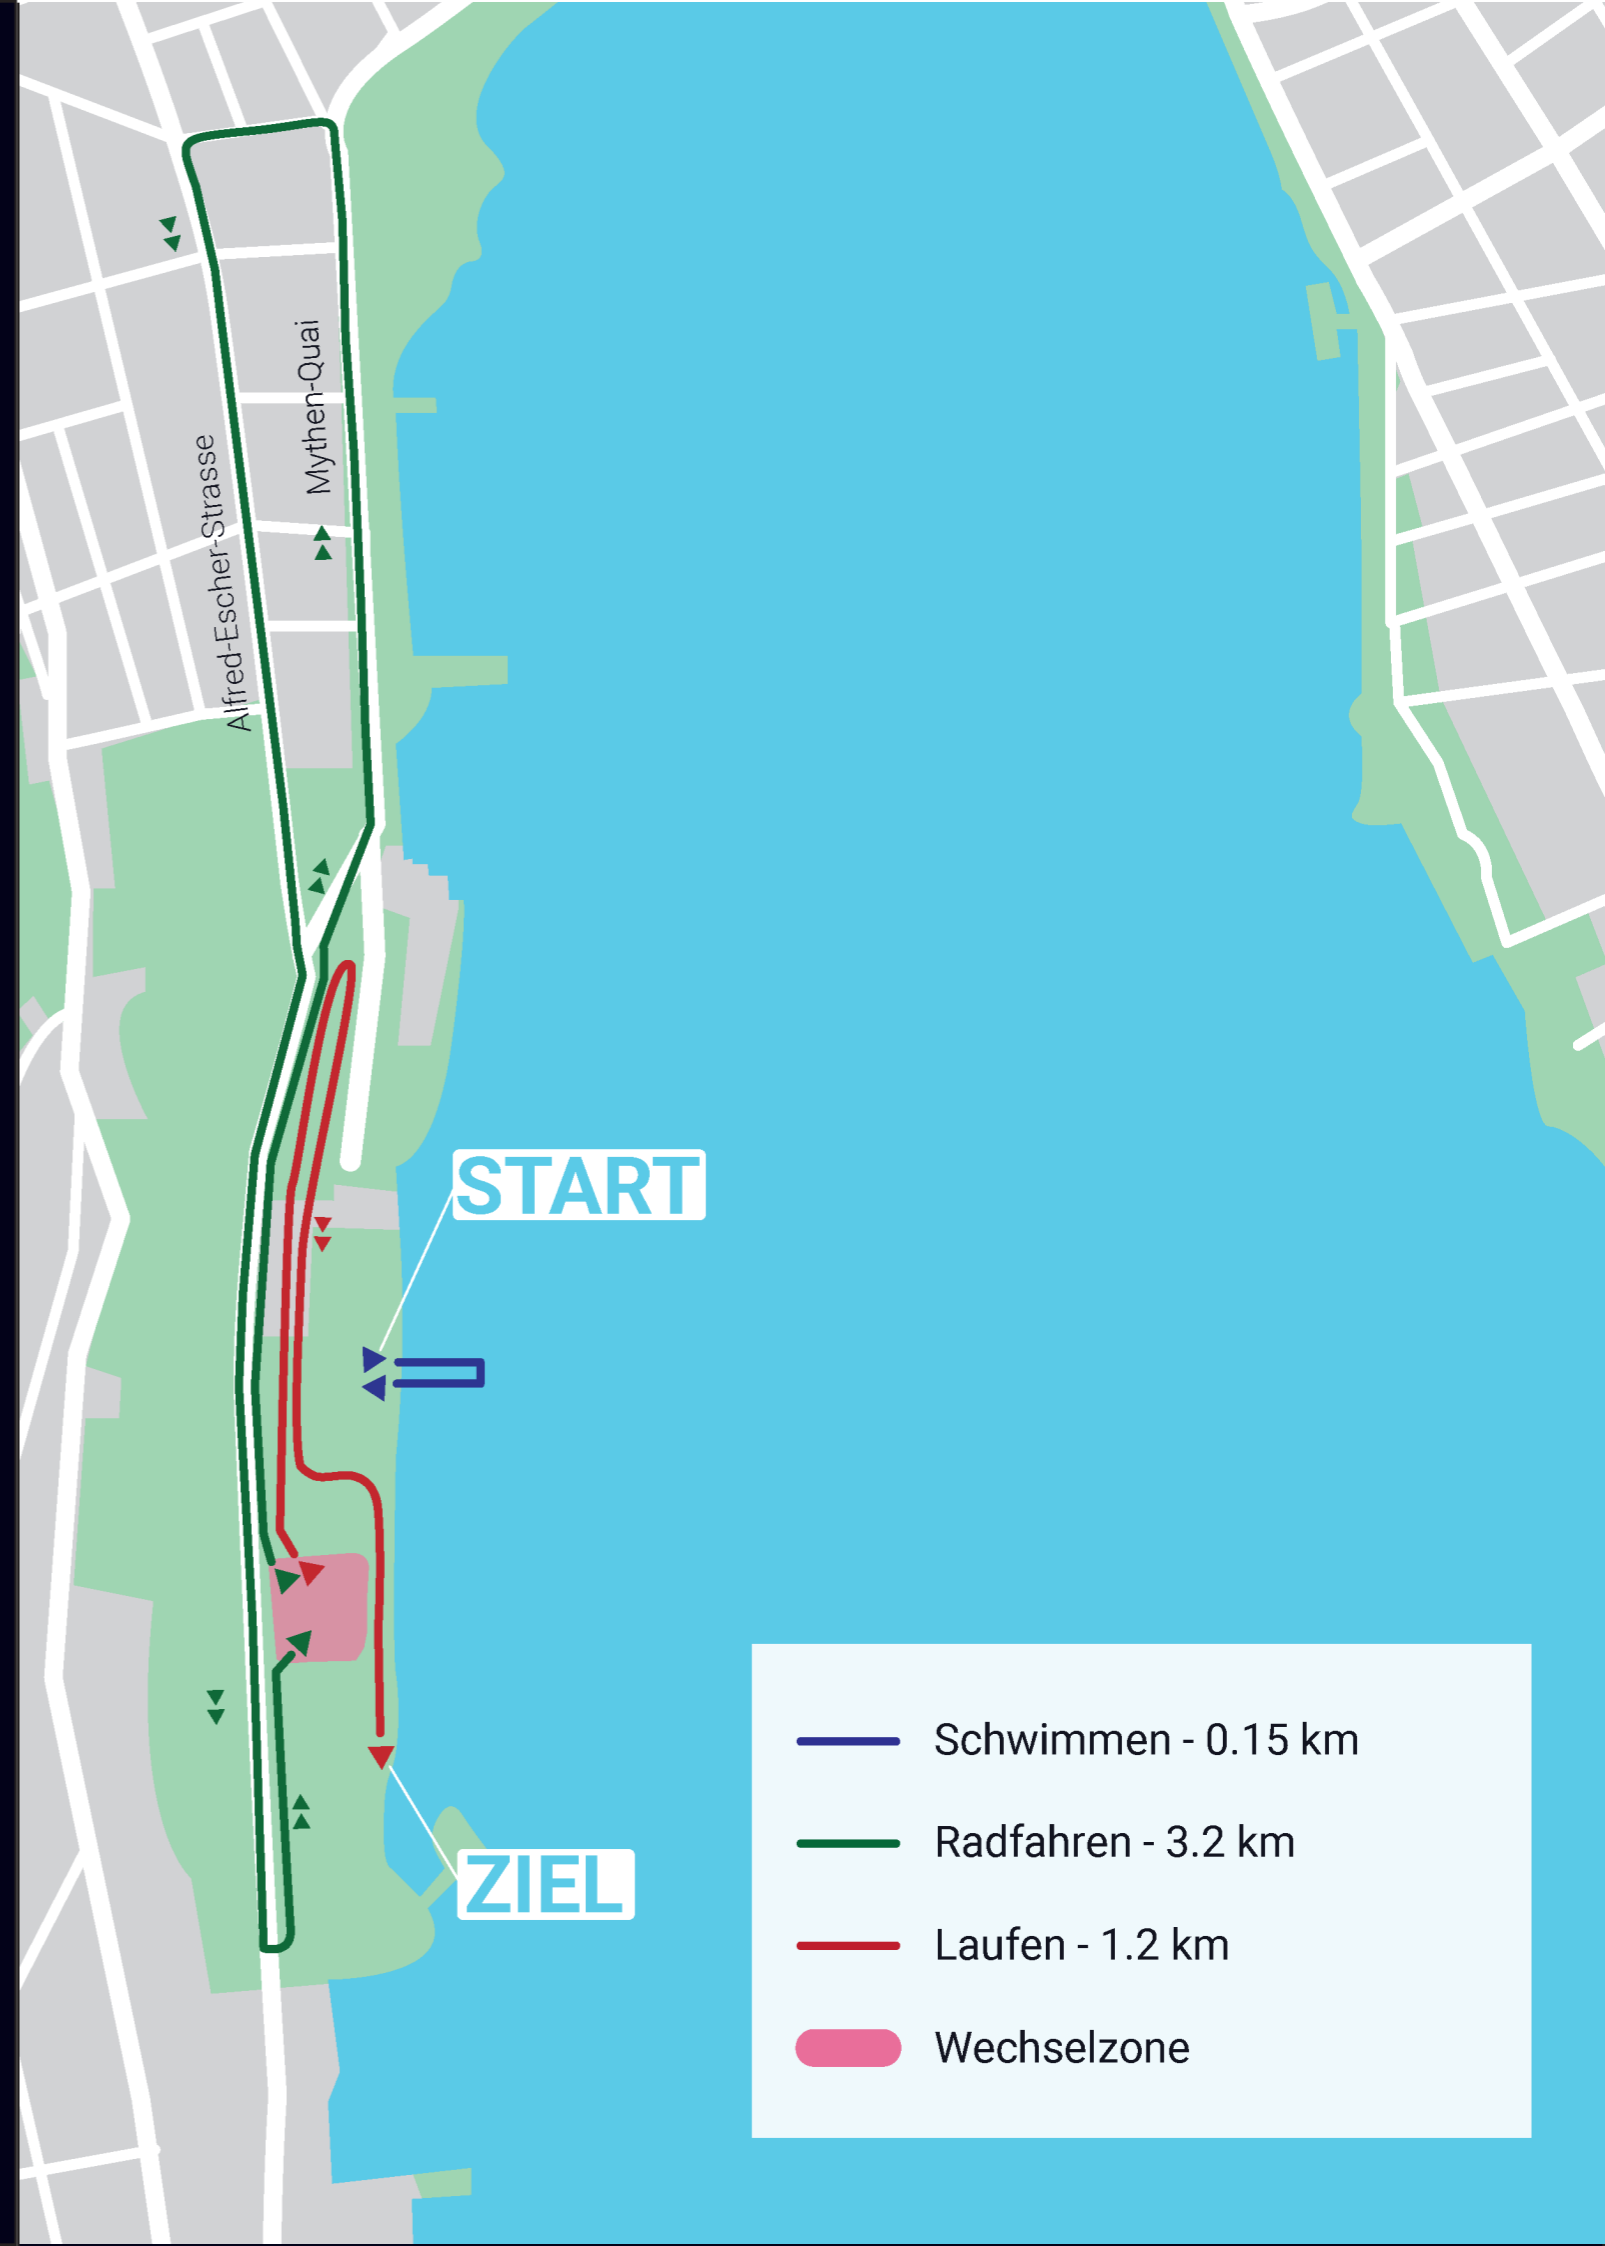 Mythen-Quai
Alfred-Escher-Strasse
START
ZIEL
Schwimmen - 0.15 km
Radfahren - 3.2 km
Laufen - 1.2 km
Wechselzone